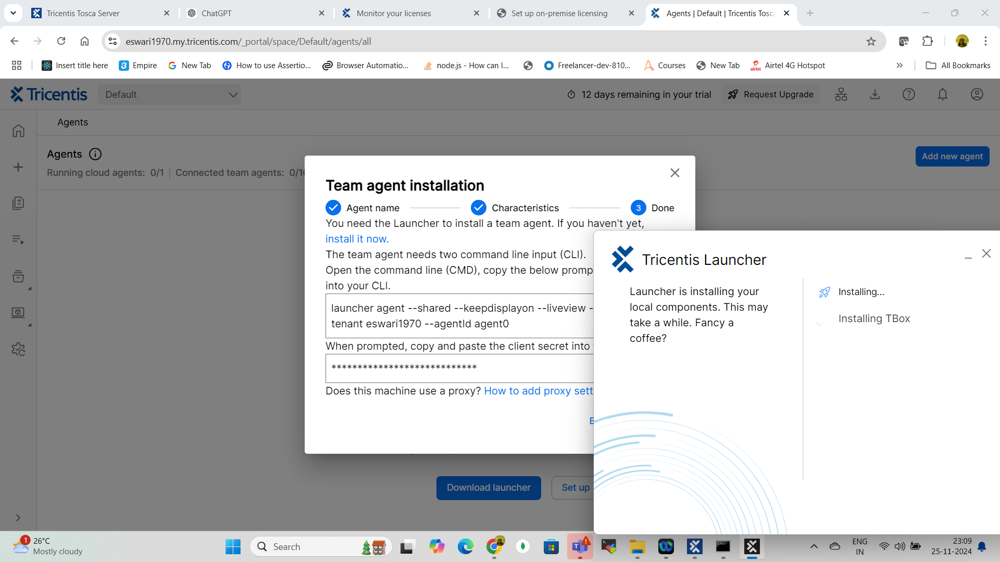 Tricentis Tosca Server
ChatGPT
Monitor your licenses
Set up on-premise licensing
Agents | Default | Tricentis Tosca
eswari1970.my.tricentis.com/_portal/space/Default/agents/all
Insert title here
Empire
New Tab
How to use Assertio...
Browser Automatio...
node.js - How can I...
Freelancer-dev-810...
Courses
New Tab
airtel
Airtel 4G Hotspot
All Bookmarks
Tricentis
Default
12 days remaining in your trial
Request Upgrade
Agents
Agents
Add new agent
Running cloud agents: 0/1
Connected team agents: 0/10
Team agent installation
Agent name
Characteristics
3
Done
You need the Launcher to install a team agent. If you haven't yet,
install it now.
The team agent needs two command line input (CLI).
Open the command line (CMD), copy the below promp
into your CLI.
launcher agent --shared --keepdisplayon --liveview -
tenant eswari1970 --agentId agent0
When prompted, copy and paste the client secret into
****************************
Does this machine use a proxy? How to add proxy sett
Download launcher
Set up
Tricentis Launcher
Launcher is installing your
local components. This may
take a while. Fancy a
coffee?
Installing...
Installing TBox
1
26°C
Mostly cloudy
Search
ENG
IN
23:09
25-11-2024